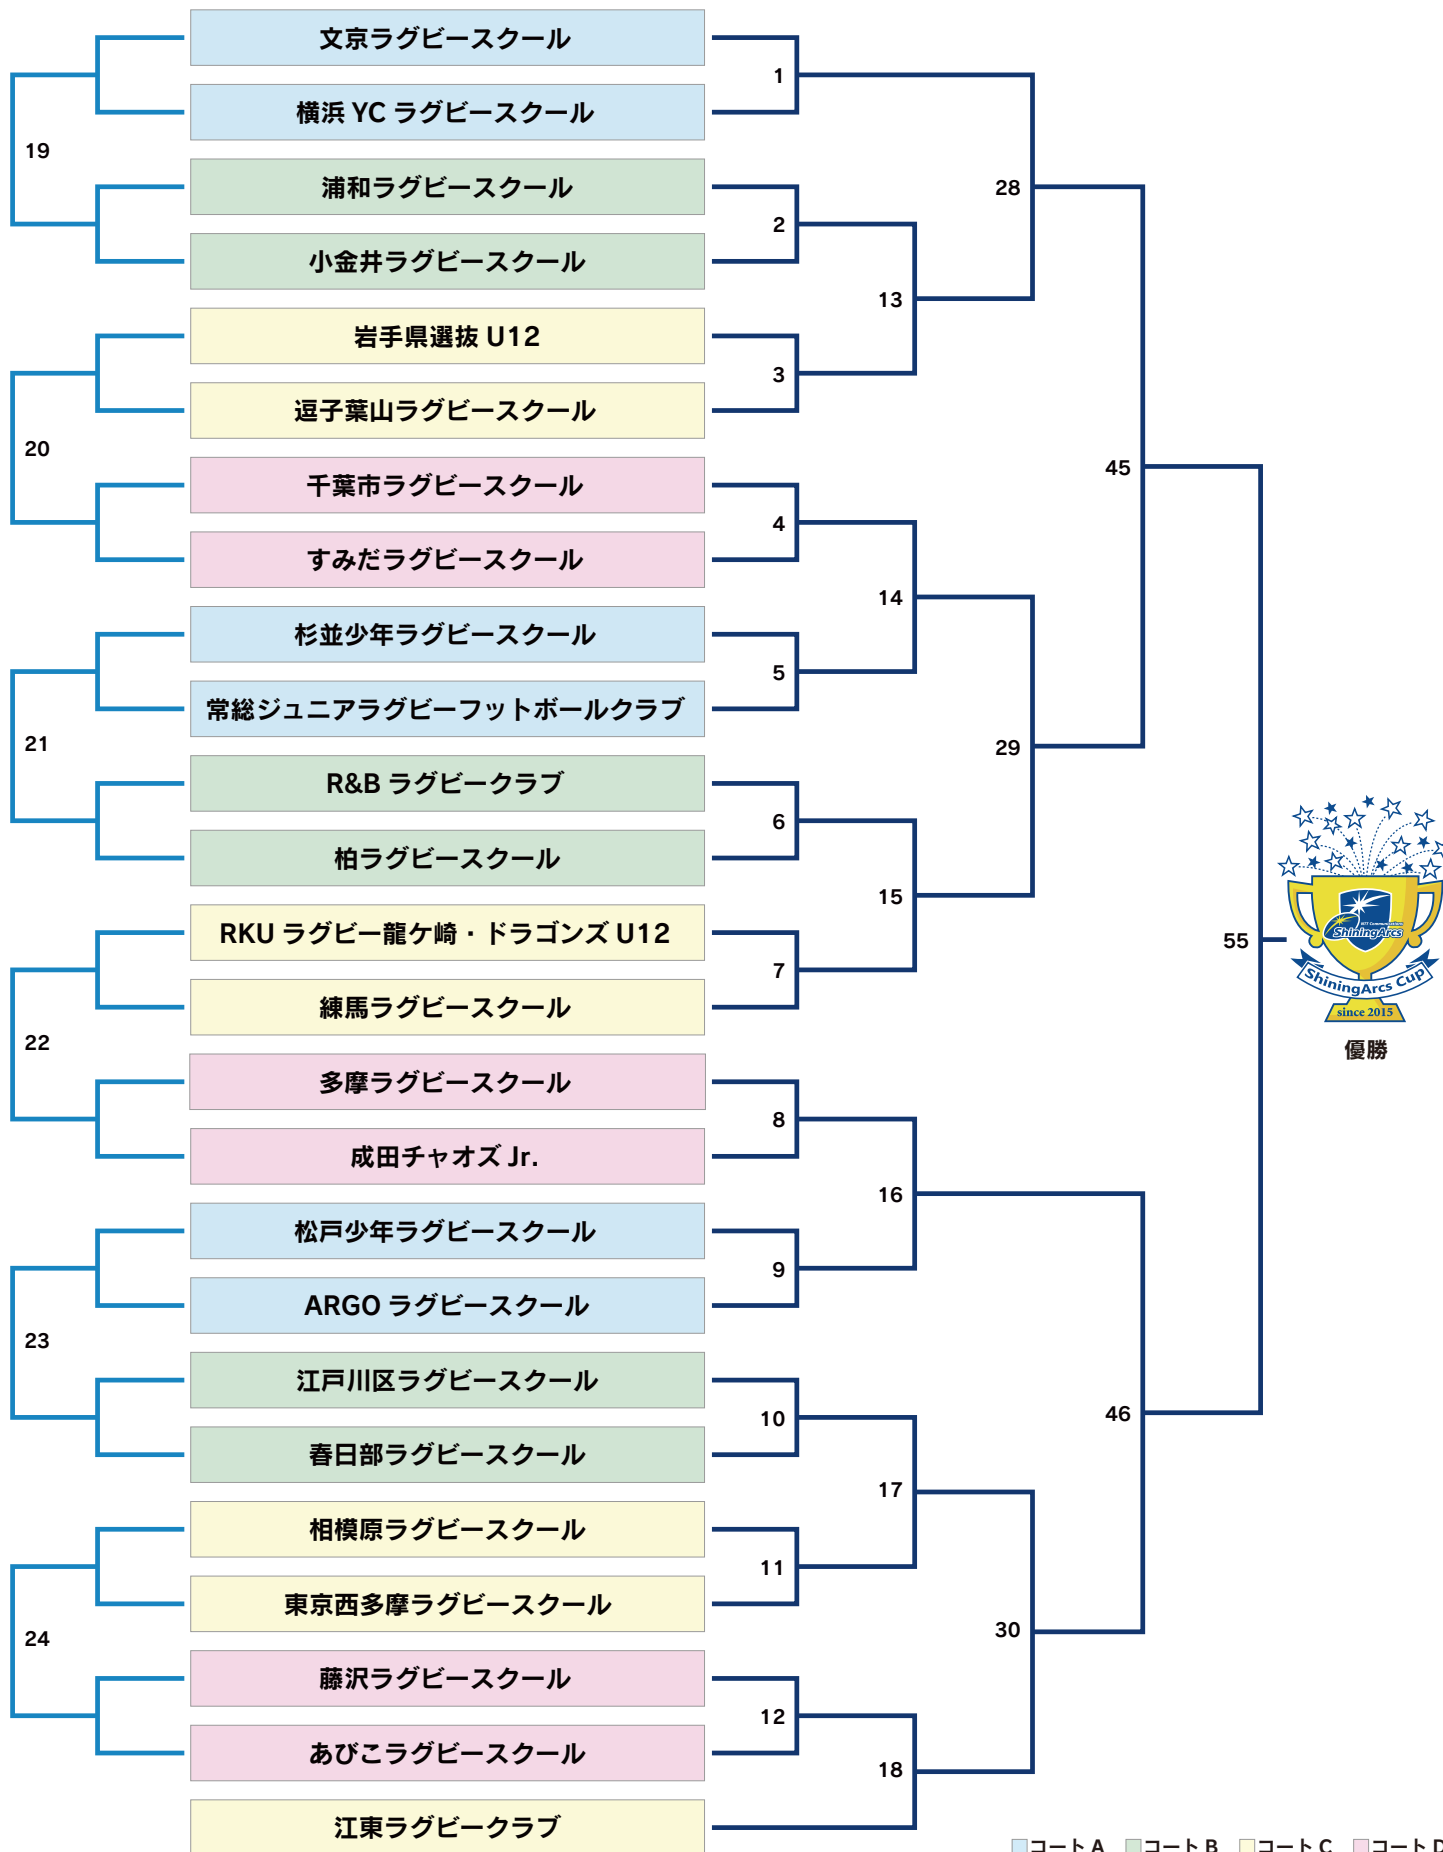 文京ラグビースクール
1
横浜 YC ラグビースクール
19
浦和ラグビースクール
28
2
小金井ラグビースクール
13
岩手県選抜 U12
3
逗子葉山ラグビースクール
20
45
千葉市ラグビースクール
4
すみだラグビースクール
14
杉並少年ラグビースクール
5
常総ジュニアラグビーフットボールクラブ
21
29
R&B ラグビークラブ
6
柏ラグビースクール
15
RKU ラグビー龍ケ崎・ドラゴンズ U12
55
ShiningArcs
7
ShiningArcs Cup
練馬ラグビースクール
since 2015
22
優勝
多摩ラグビースクール
8
成田チャオズ Jr.
16
松戸少年ラグビースクール
9
ARGO ラグビースクール
23
江戸川区ラグビースクール
10
46
春日部ラグビースクール
17
相模原ラグビースクール
11
東京西多摩ラグビースクール
24
30
藤沢ラグビースクール
12
あびこラグビースクール
18
江東ラグビークラブ
コート A コート B コート C コート D